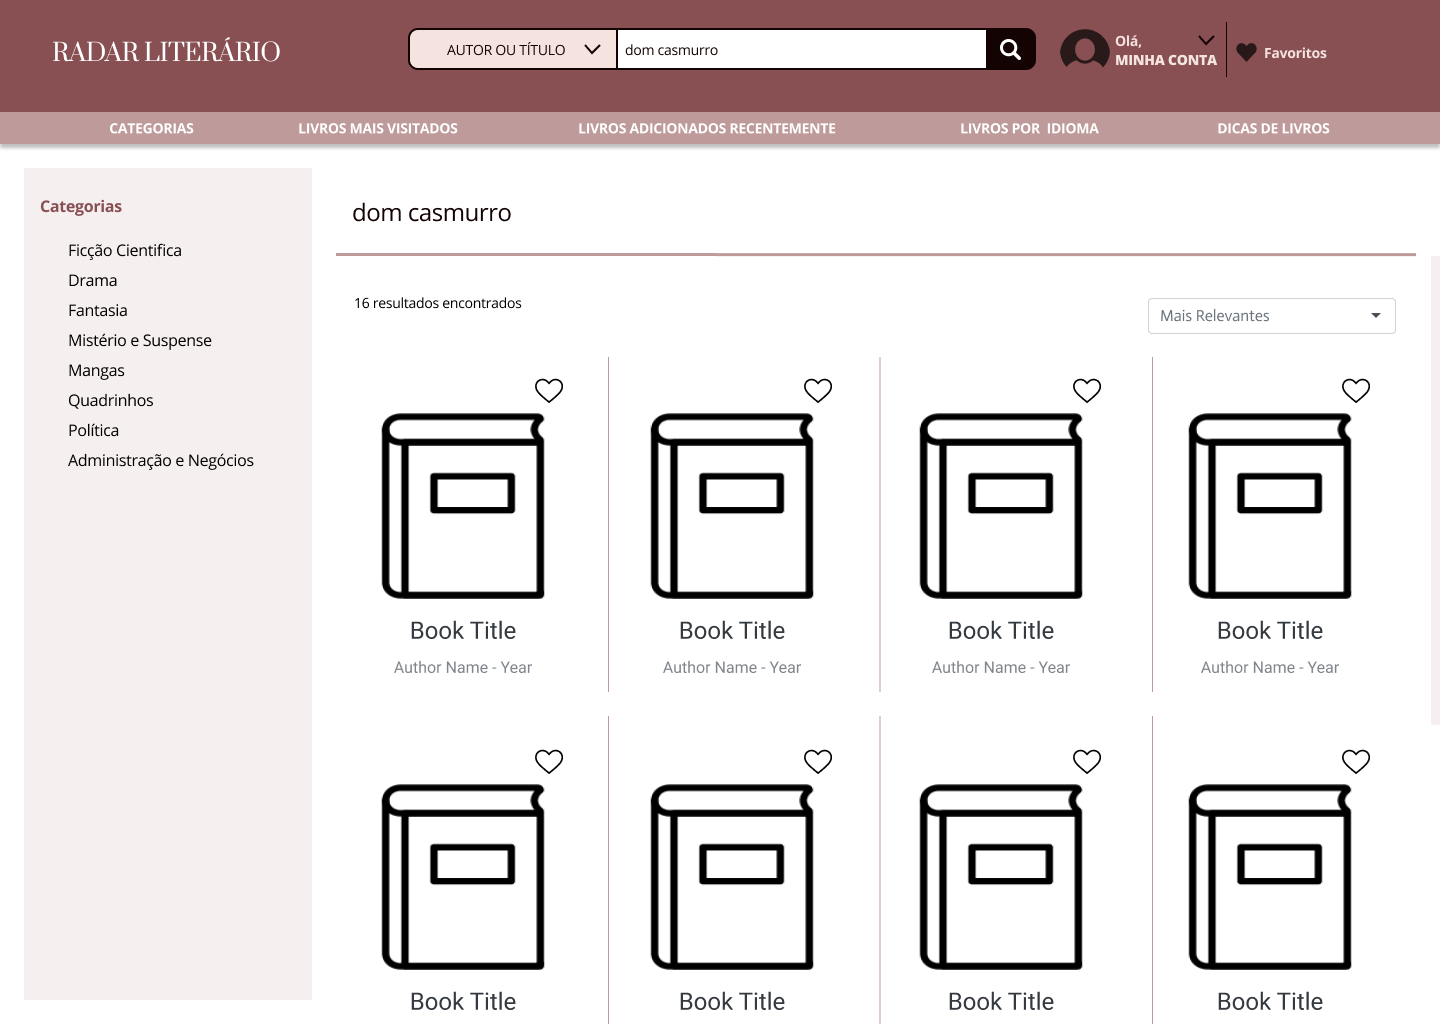 RADAR LITERÁRIO
AUTOR OU TÍTULO
dom casmurro
Olá,
MINHA CONTA
Favoritos
CATEGORIAS
LIVROS MAIS VISITADOS
LIVROS ADICIONADOS RECENTEMENTE
LIVROS POR IDIOMA
DICAS DE LIVROS
Categorias
Ficção Cientifica
Drama
Fantasia
Mistério e Suspense
Mangas
Quadrinhos
Política
Administração e Negócios
dom casmurro
16 resultados encontrados
Mais Relevantes
Book Title
Author Name - Year
Book Title
Author Name - Year
Book Title
Author Name - Year
Book Title
Author Name - Year
Book Title
Book Title
Book Title
Book Title